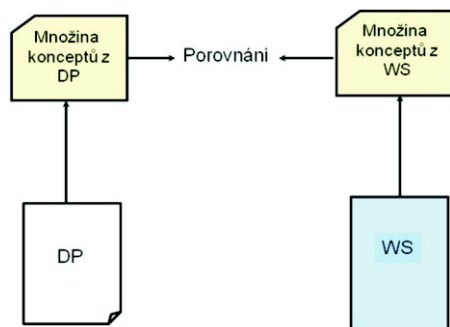 Množina
konceptů z
DP
Porovnání
Množina
konceptů z
WS
DP
WS